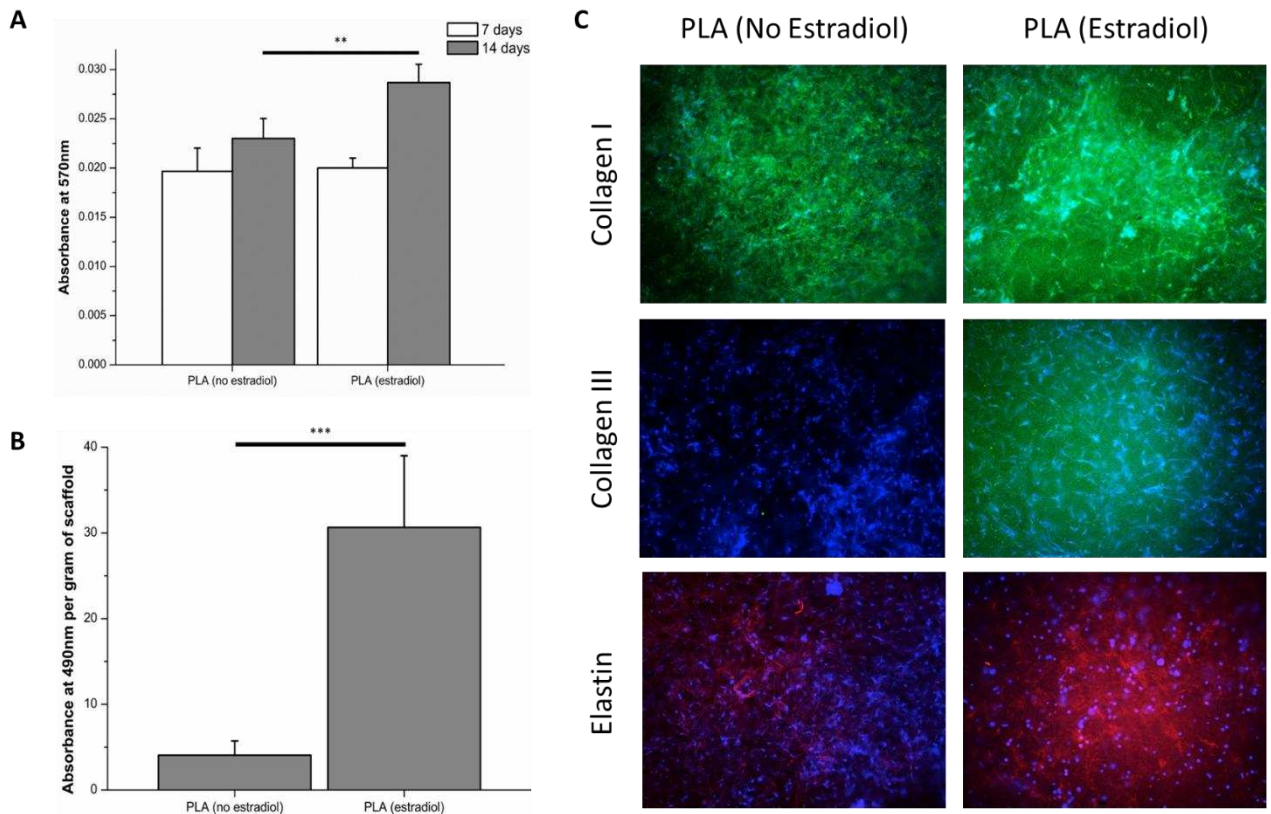 A
**
7 days
14 days
Absorbance at 570nm
0.030
0.025
0.020
0.015
0.010
0.005
0.000
PLA (no estradiol)
PLA (estradiol)
B
***
Absorbance at 490nm per gram of scaffold
40
30
20
10
0
PLA (no estradiol)
PLA (estradiol)
C
PLA (No Estradiol)
PLA (Estradiol)
Collagen I
Collagen III
Elastin